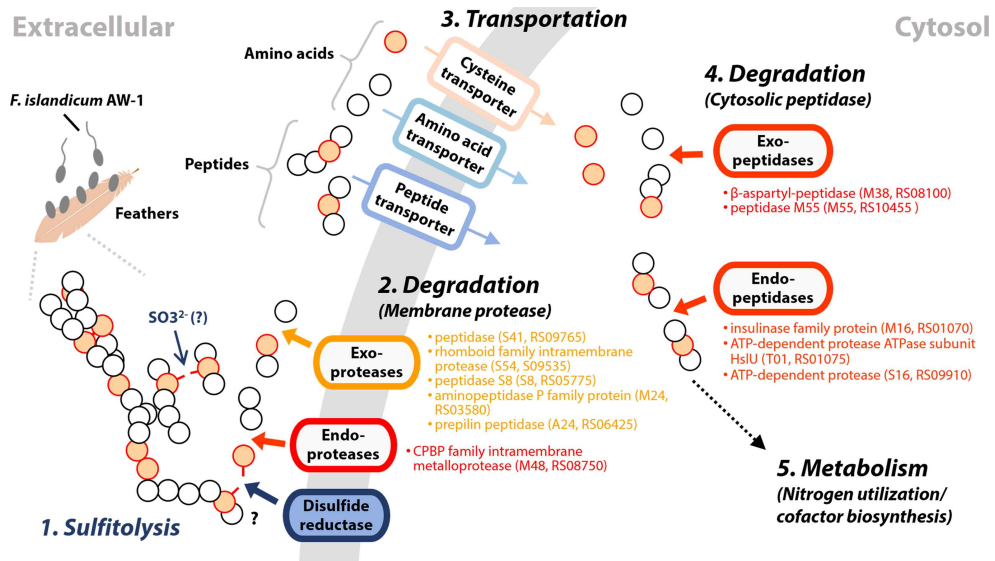 Extracellular
3. Transportation
Cytosol
Amino acids
Cysteine
transporter
4. Degradation
(Cytosolic peptidase)
F. islandicum AW-1
Amino acid
transporter
Exo-
peptidases
Peptides
Peptide
transporter
• β-aspartyl-peptidase (M38, RS08100)
• peptidase M55 (M55, RS10455 )
Feathers
2. Degradation
(Membrane protease)
Endo-
peptidases
SO3²⁻ (?)
• peptidase (S41, RS09765)
• rhomboid family intramembrane
protease (S54, S09535)
• peptidase S8 (S8, RS05775)
• aminopeptidase P family protein (M24,
RS03580)
• prepilin peptidase (A24, RS06425)
Exo-
proteases
• insulinase family protein (M16, RS01070)
• ATP-dependent protease ATPase subunit
HslU (T01, RS01075)
• ATP-dependent protease (S16, RS09910)
Endo-
proteases
• CPBP family intramembrane
metalloprotease (M48, RS08750)
5. Metabolism
(Nitrogen utilization/
cofactor biosynthesis)
Disulfide
reductase
?
1. Sulfitolysis